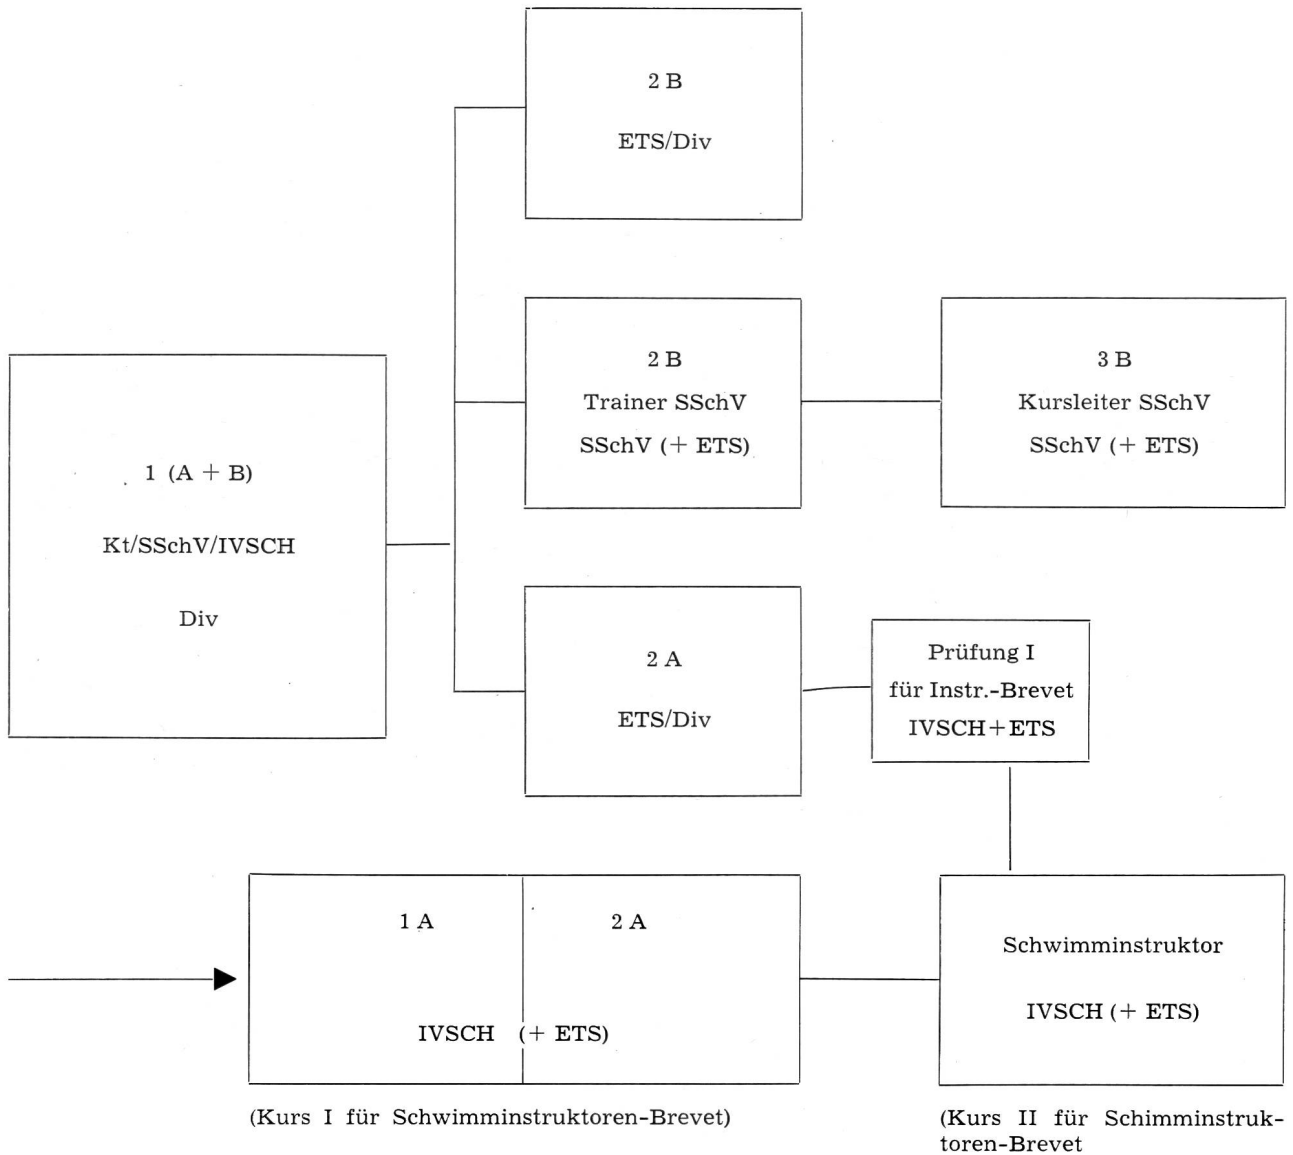 2 B
ETS/Div
2 B
Trainer SSchV
SSchV (+ ETS)
3 B
Kursleiter SSchV
SSchV (+ ETS)
1 (A + B)
Kt/SSchV/IVSCH
Div
2 A
ETS/Div
Prüfung I
für Instr.-Brevet
IVSCH+ETS
1 A 2 A
IVSCH (+ ETS)
Schwimminstruktor
IVSCH (+ ETS)
(Kurs I für Schwimminstruktoren-Brevet)
(Kurs II für Schimminstruk-
toren-Brevet